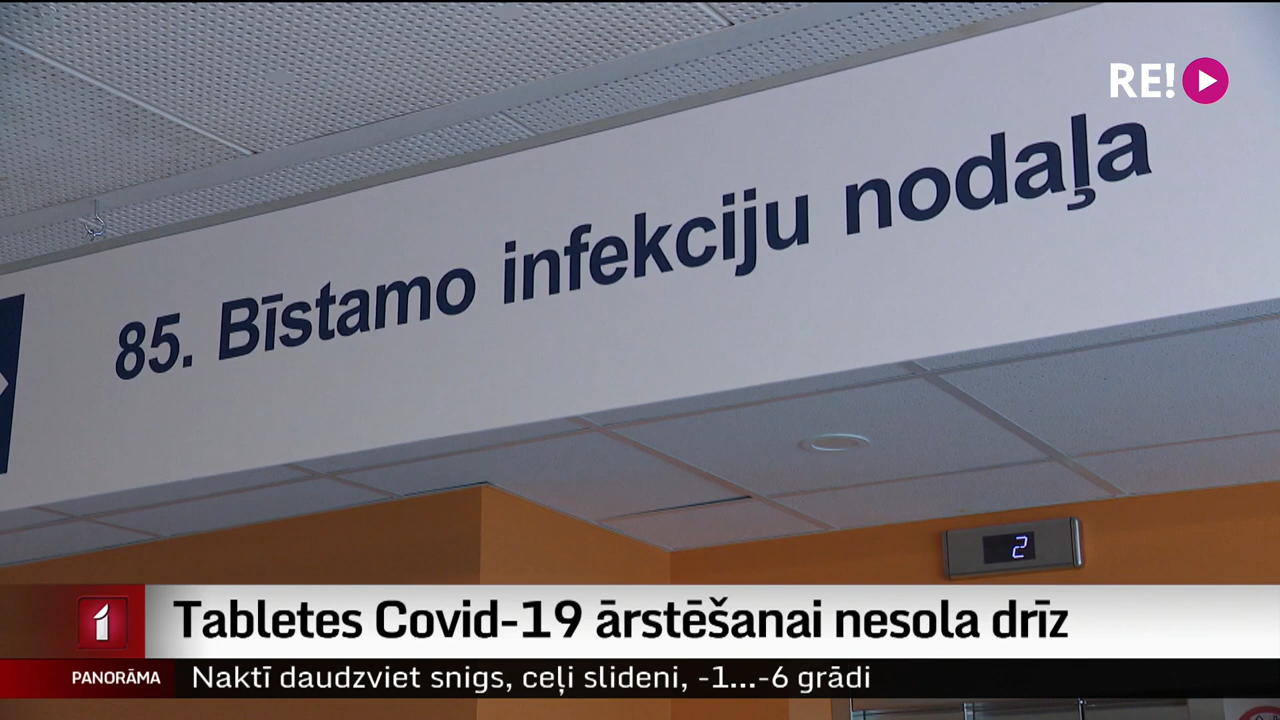 RE!
85. Bīstamo infekciju nodaļa
2
1
Tabletes Covid-19 ārstēšanai nesola drīz
PANORĀMA
Naktī daudzviet snigs, ceļi slideni, -1...-6 grādi